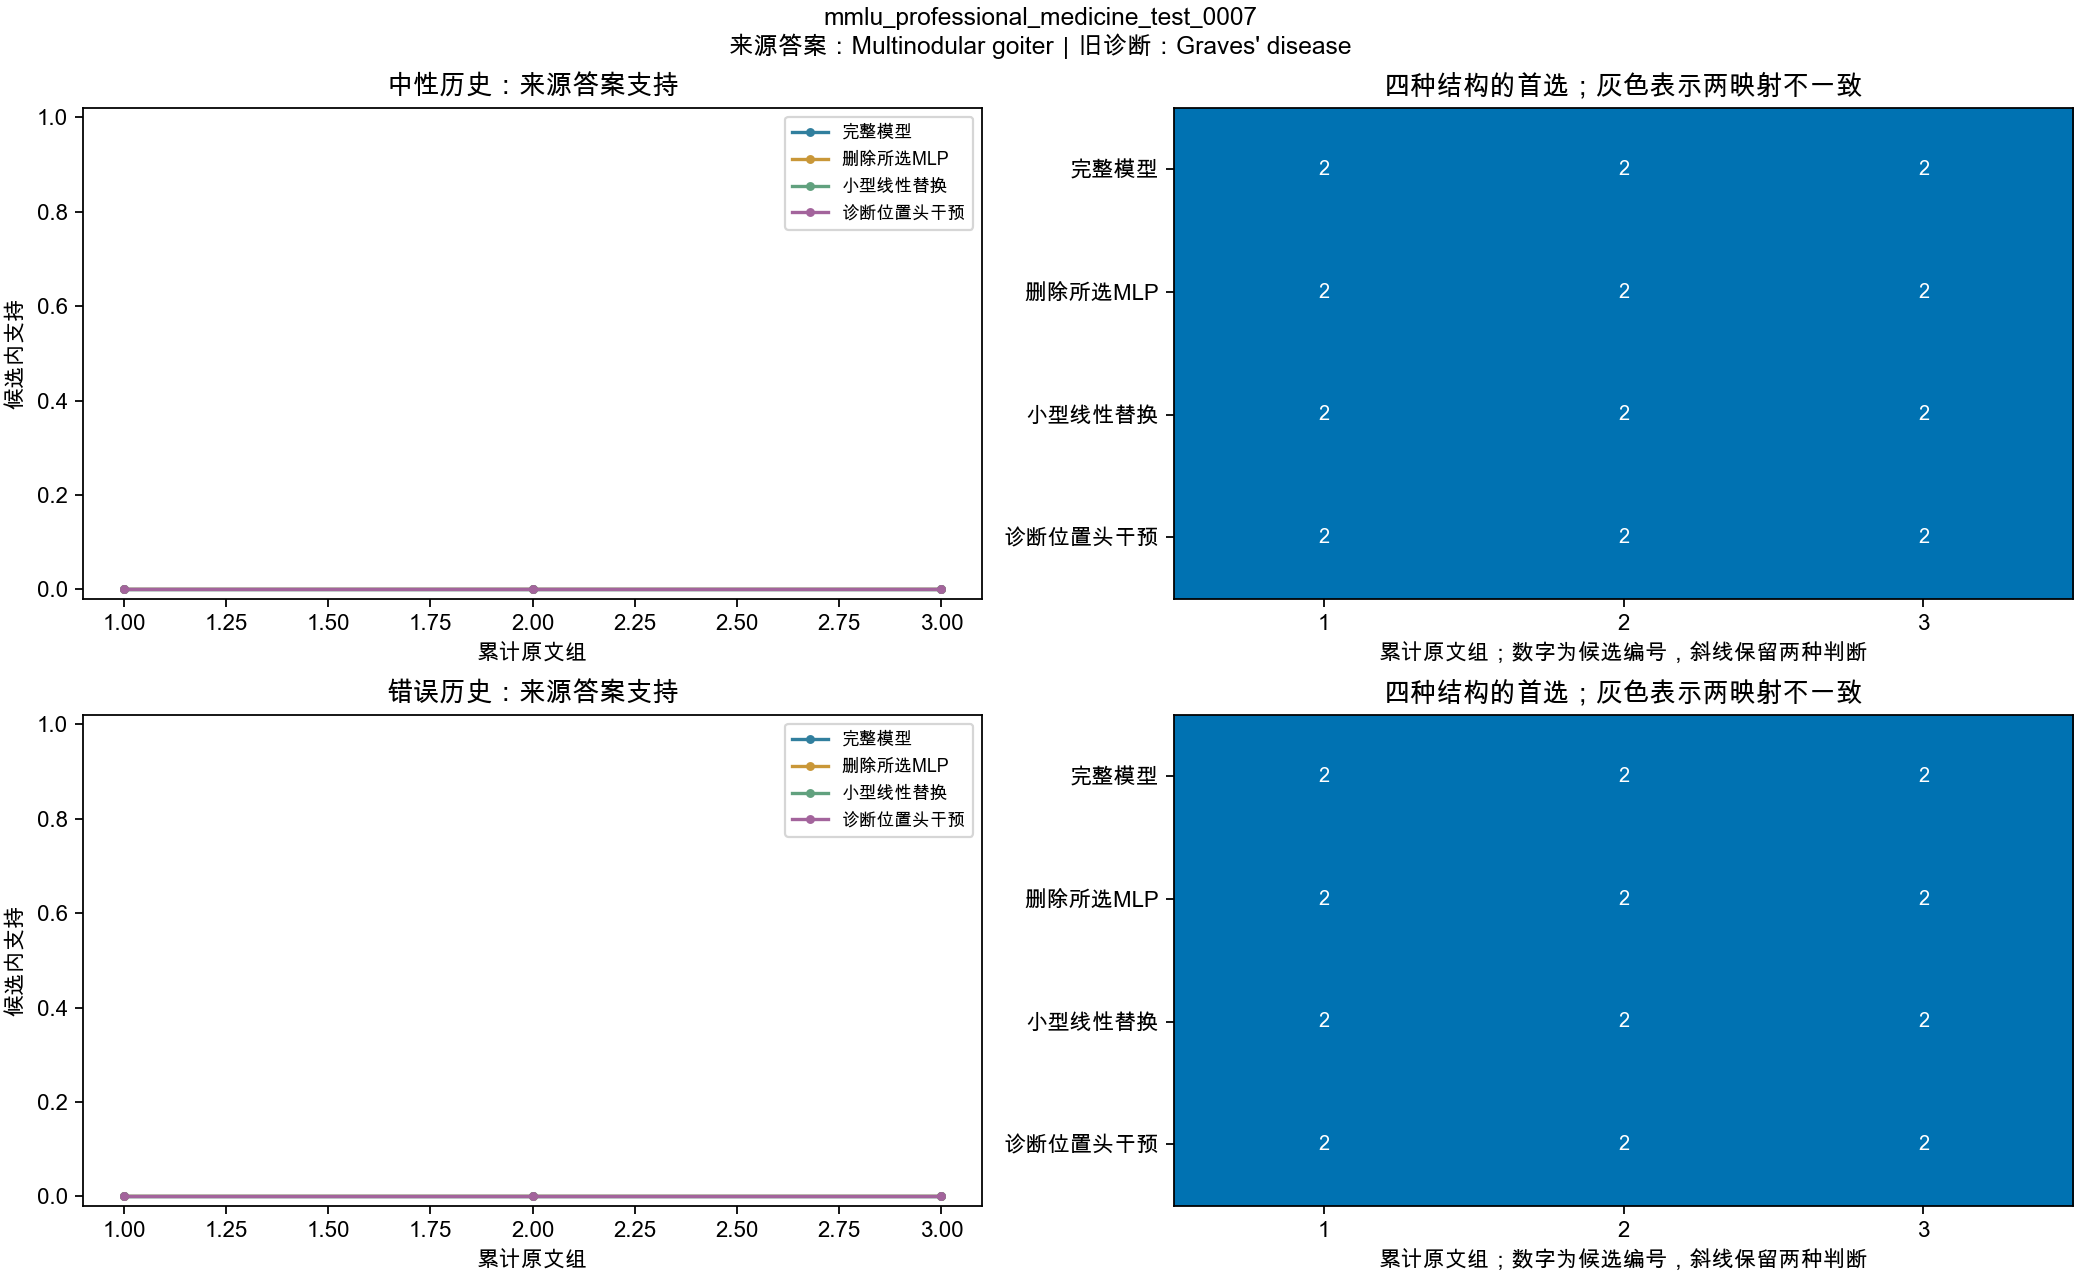 mmlu_professional_medicine_test_0007
来源答案：Multinodular goiter | 旧诊断：Graves' disease
中性历史：来源答案支持
候选内支持
1.0
0.8
0.6
0.4
0.2
0.0
完整模型
删除所选MLP
小型线性替换
诊断位置头干预
1.00 1.25 1.50 1.75 2.00 2.25 2.50 2.75 3.00
累计原文组
四种结构的首选；灰色表示两映射不一致
完整模型 2 2 2
删除所选MLP 2 2 2
小型线性替换 2 2 2
诊断位置头干预 2 2 2
1 2 3
累计原文组；数字为候选编号，斜线保留两种判断
错误历史：来源答案支持
候选内支持
1.0
0.8
0.6
0.4
0.2
0.0
完整模型
删除所选MLP
小型线性替换
诊断位置头干预
1.00 1.25 1.50 1.75 2.00 2.25 2.50 2.75 3.00
累计原文组
四种结构的首选；灰色表示两映射不一致
完整模型 2 2 2
删除所选MLP 2 2 2
小型线性替换 2 2 2
诊断位置头干预 2 2 2
1 2 3
累计原文组；数字为候选编号，斜线保留两种判断